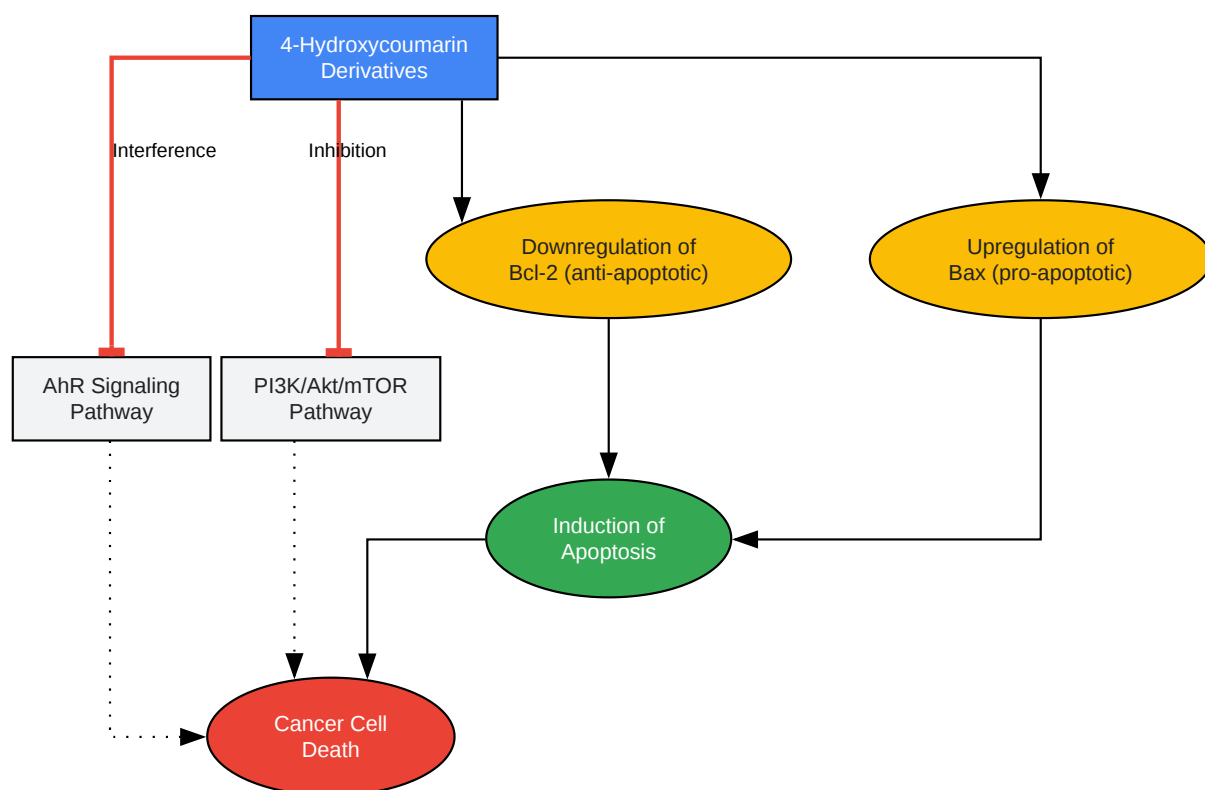 4-Hydroxycoumarin
Derivatives
Interference
Inhibition
Downregulation of
Bcl-2 (anti-apoptotic)
Upregulation of
Bax (pro-apoptotic)
AhR Signaling
Pathway
PI3K/Akt/mTOR
Pathway
Induction of
Apoptosis
Cancer Cell
Death